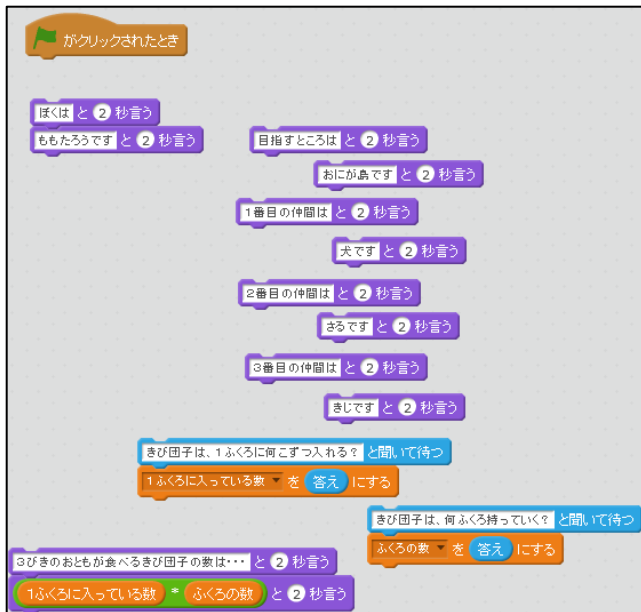 がクリックされたとき
ぼくは と 2 秒言う
ももたろうです と 2 秒言う
目指すところは と 2 秒言う
おにが島です と 2 秒言う
1番目の仲間は と 2 秒言う
犬です と 2 秒言う
2番目の仲間は と 2 秒言う
さるです と 2 秒言う
3番目の仲間は と 2 秒言う
きじです と 2 秒言う
きび団子は、1ふくろに何こずつ入れる? と聞いて待つ
1ふくろに入っている数 を 答え にする
きび団子は、何ふくろ持っていく? と聞いて待つ
ふくろの数 を 答え にする
3びきのおともが食べるきび団子の数は・・・ と 2 秒言う
1ふくろに入っている数 * ふくろの数 と 2 秒言う